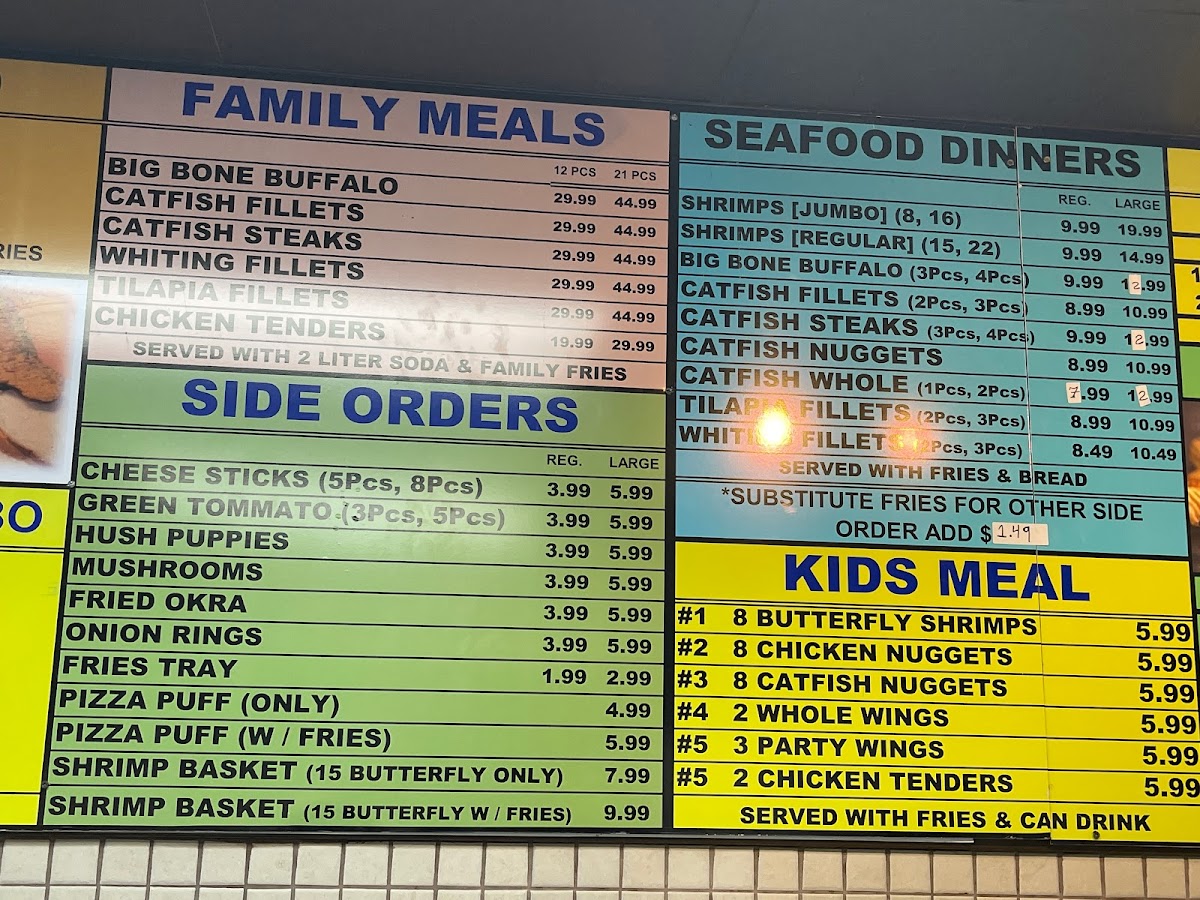 RIES
BO
FAMILY MEALS
12 PCS 21 PCS
BIG BONE BUFFALO 29.99 44.99
CATFISH FILLETS 29.99 44.99
CATFISH STEAKS 29.99 44.99
WHITING FILLETS 29.99 44.99
TILAPIA FILLETS 29.99 44.99
CHICKEN TENDERS 19.99 29.99
SERVED WITH 2 LITER SODA & FAMILY FRIES
SIDE ORDERS
REG. LARGE
CHEESE STICKS (5Pcs, 8Pcs) 3.99 5.99
GREEN TOMMATO (3Pcs, 5Pcs) 3.99 5.99
HUSH PUPPIES 3.99 5.99
MUSHROOMS 3.99 5.99
FRIED OKRA 3.99 5.99
ONION RINGS 3.99 5.99
FRIES TRAY 1.99 2.99
PIZZA PUFF (ONLY) 4.99
PIZZA PUFF (W / FRIES) 5.99
SHRIMP BASKET (15 BUTTERFLY ONLY) 7.99
SHRIMP BASKET (15 BUTTERFLY W / FRIES) 9.99
SEAFOOD DINNERS
REG. LARGE
SHRIMPS [JUMBO] (8, 16) 9.99 19.99
SHRIMPS [REGULAR] (15, 22) 9.99 14.99
BIG BONE BUFFALO (3Pcs, 4Pcs) 9.99 12.99
CATFISH FILLETS (2Pcs, 3Pcs) 8.99 10.99
CATFISH STEAKS (3Pcs, 4Pcs) 9.99 12.99
CATFISH NUGGETS 8.99 10.99
CATFISH WHOLE (1Pcs, 2Pcs) 7.99 12.99
TILAPIA FILLETS (2Pcs, 3Pcs) 8.99 10.99
WHITING FILLETS (2Pcs, 3Pcs) 8.49 10.49
SERVED WITH FRIES & BREAD
*SUBSTITUTE FRIES FOR OTHER SIDE
ORDER ADD $1.49
KIDS MEAL
#1 8 BUTTERFLY SHRIMPS 5.99
#2 8 CHICKEN NUGGETS 5.99
#3 8 CATFISH NUGGETS 5.99
#4 2 WHOLE WINGS 5.99
#5 3 PARTY WINGS 5.99
#5 2 CHICKEN TENDERS 5.99
SERVED WITH FRIES & CAN DRINK